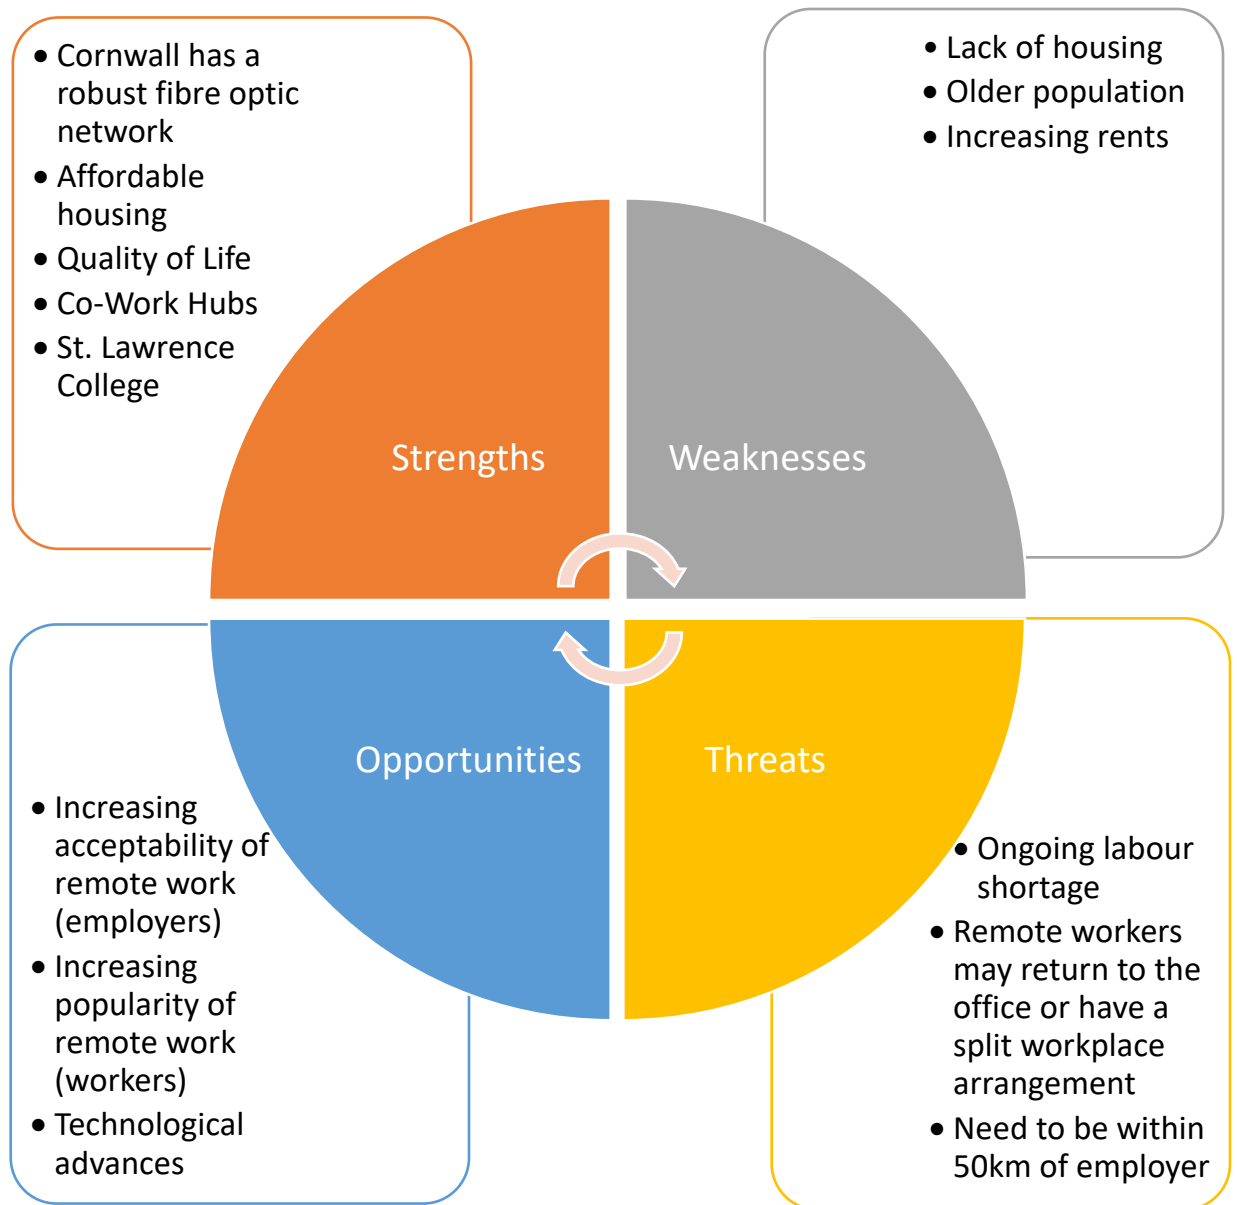 • Cornwall has a
robust fibre optic
network
• Affordable
housing
• Quality of Life
• Co-Work Hubs
• St. Lawrence
College
• Lack of housing
• Older population
• Increasing rents
Strengths
Weaknesses
Opportunities
Threats
• Increasing
acceptability of
remote work
(employers)
• Increasing
popularity of
remote work
(workers)
• Technological
advances
• Ongoing labour
shortage
• Remote workers
may return to the
office or have a
split workplace
arrangement
• Need to be within
50km of employer